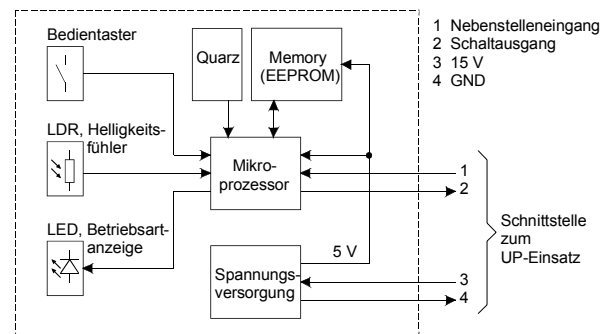 Bedientaster
Quarz
Memory
(EEPROM)
1 Nebenstelleneingang
2 Schaltausgang
3 15 V
4 GND
LDR, Helligkeits-
fühler
Mikro-
prozessor
1
2
LED, Betriebsart-
anzeige
5 V
Spannungs-
versorgung
3
4
Schnittstelle
zum
UP-Einsatz